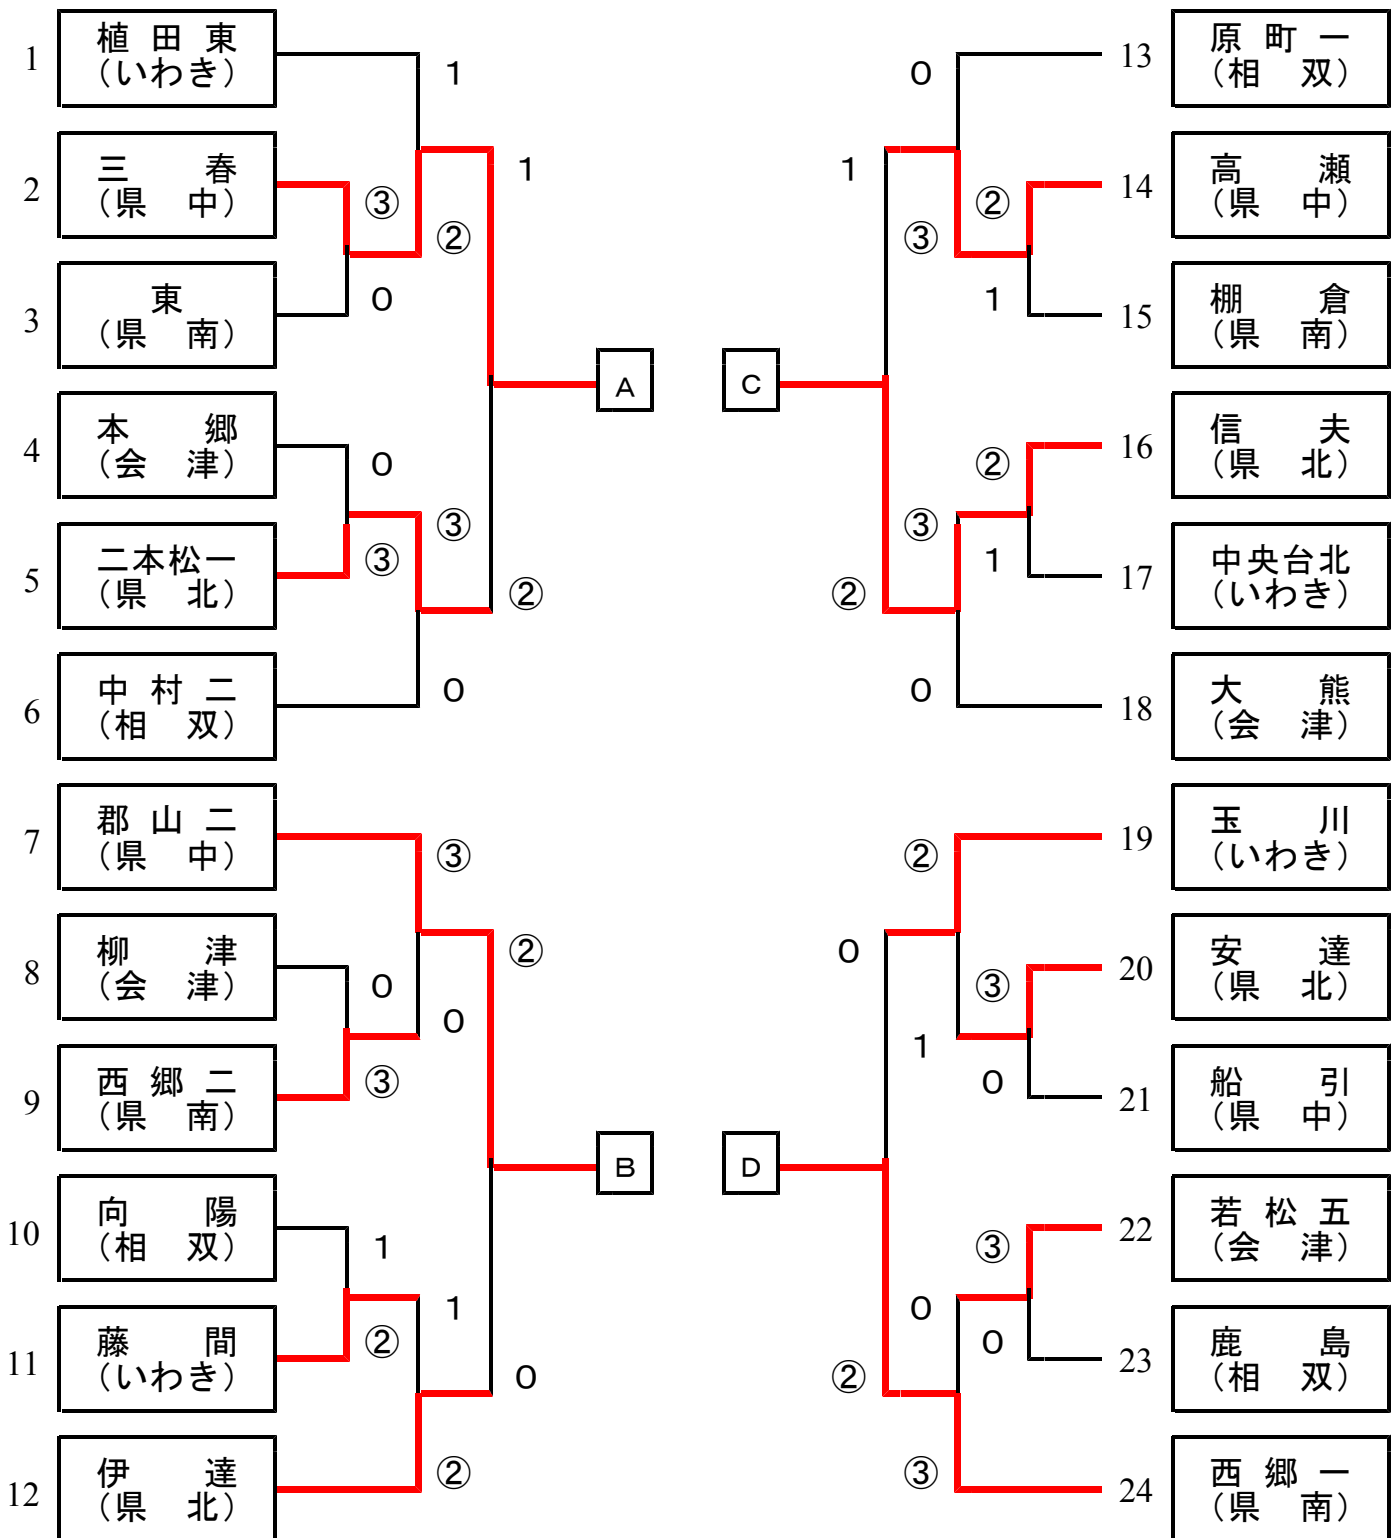 1
植田東
（いわき）
2
三　春
（県　中）
3
東
（県　南）
4
本　郷
（会　津）
5
二本松一
（県　北）
6
中村二
（相　双）
7
郡山二
（県　中）
8
柳　津
（会　津）
9
西郷二
（県　南）
10
向　陽
（相　双）
11
藤　間
（いわき）
12
伊　達
（県　北）
③
0
0
③
0
③
1
②
1
②
③
0
③
0
1
②
1
②
②
0
A
B
C
D
1
②
0
②
0
③
③
0
②
1
0
③
②
1
②
1
③
0
③
0
13
原町一
（相　双）
14
高　瀬
（県　中）
15
棚　倉
（県　南）
16
信　夫
（県　北）
17
中央台北
（いわき）
18
大　熊
（会　津）
19
玉　川
（いわき）
20
安　達
（県　北）
21
船　引
（県　中）
22
若松五
（会　津）
23
鹿　島
（相　双）
24
西郷一
（県　南）